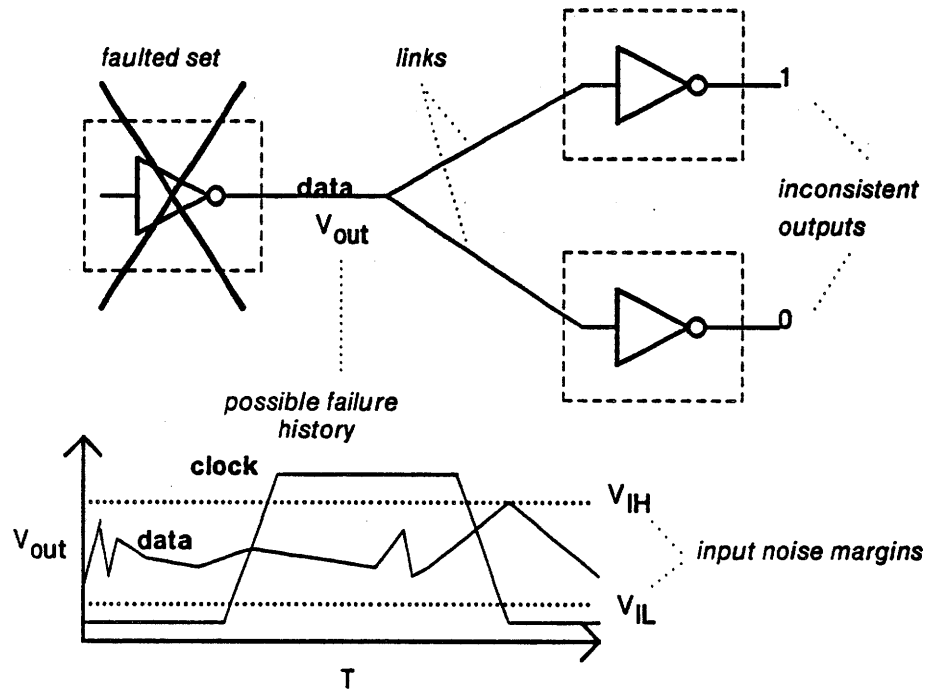 faulted set
links
1
data
V_out
inconsistent
outputs
0
possible failure
history
clock
V_IH
V_out
data
input noise margins
V_IL
T